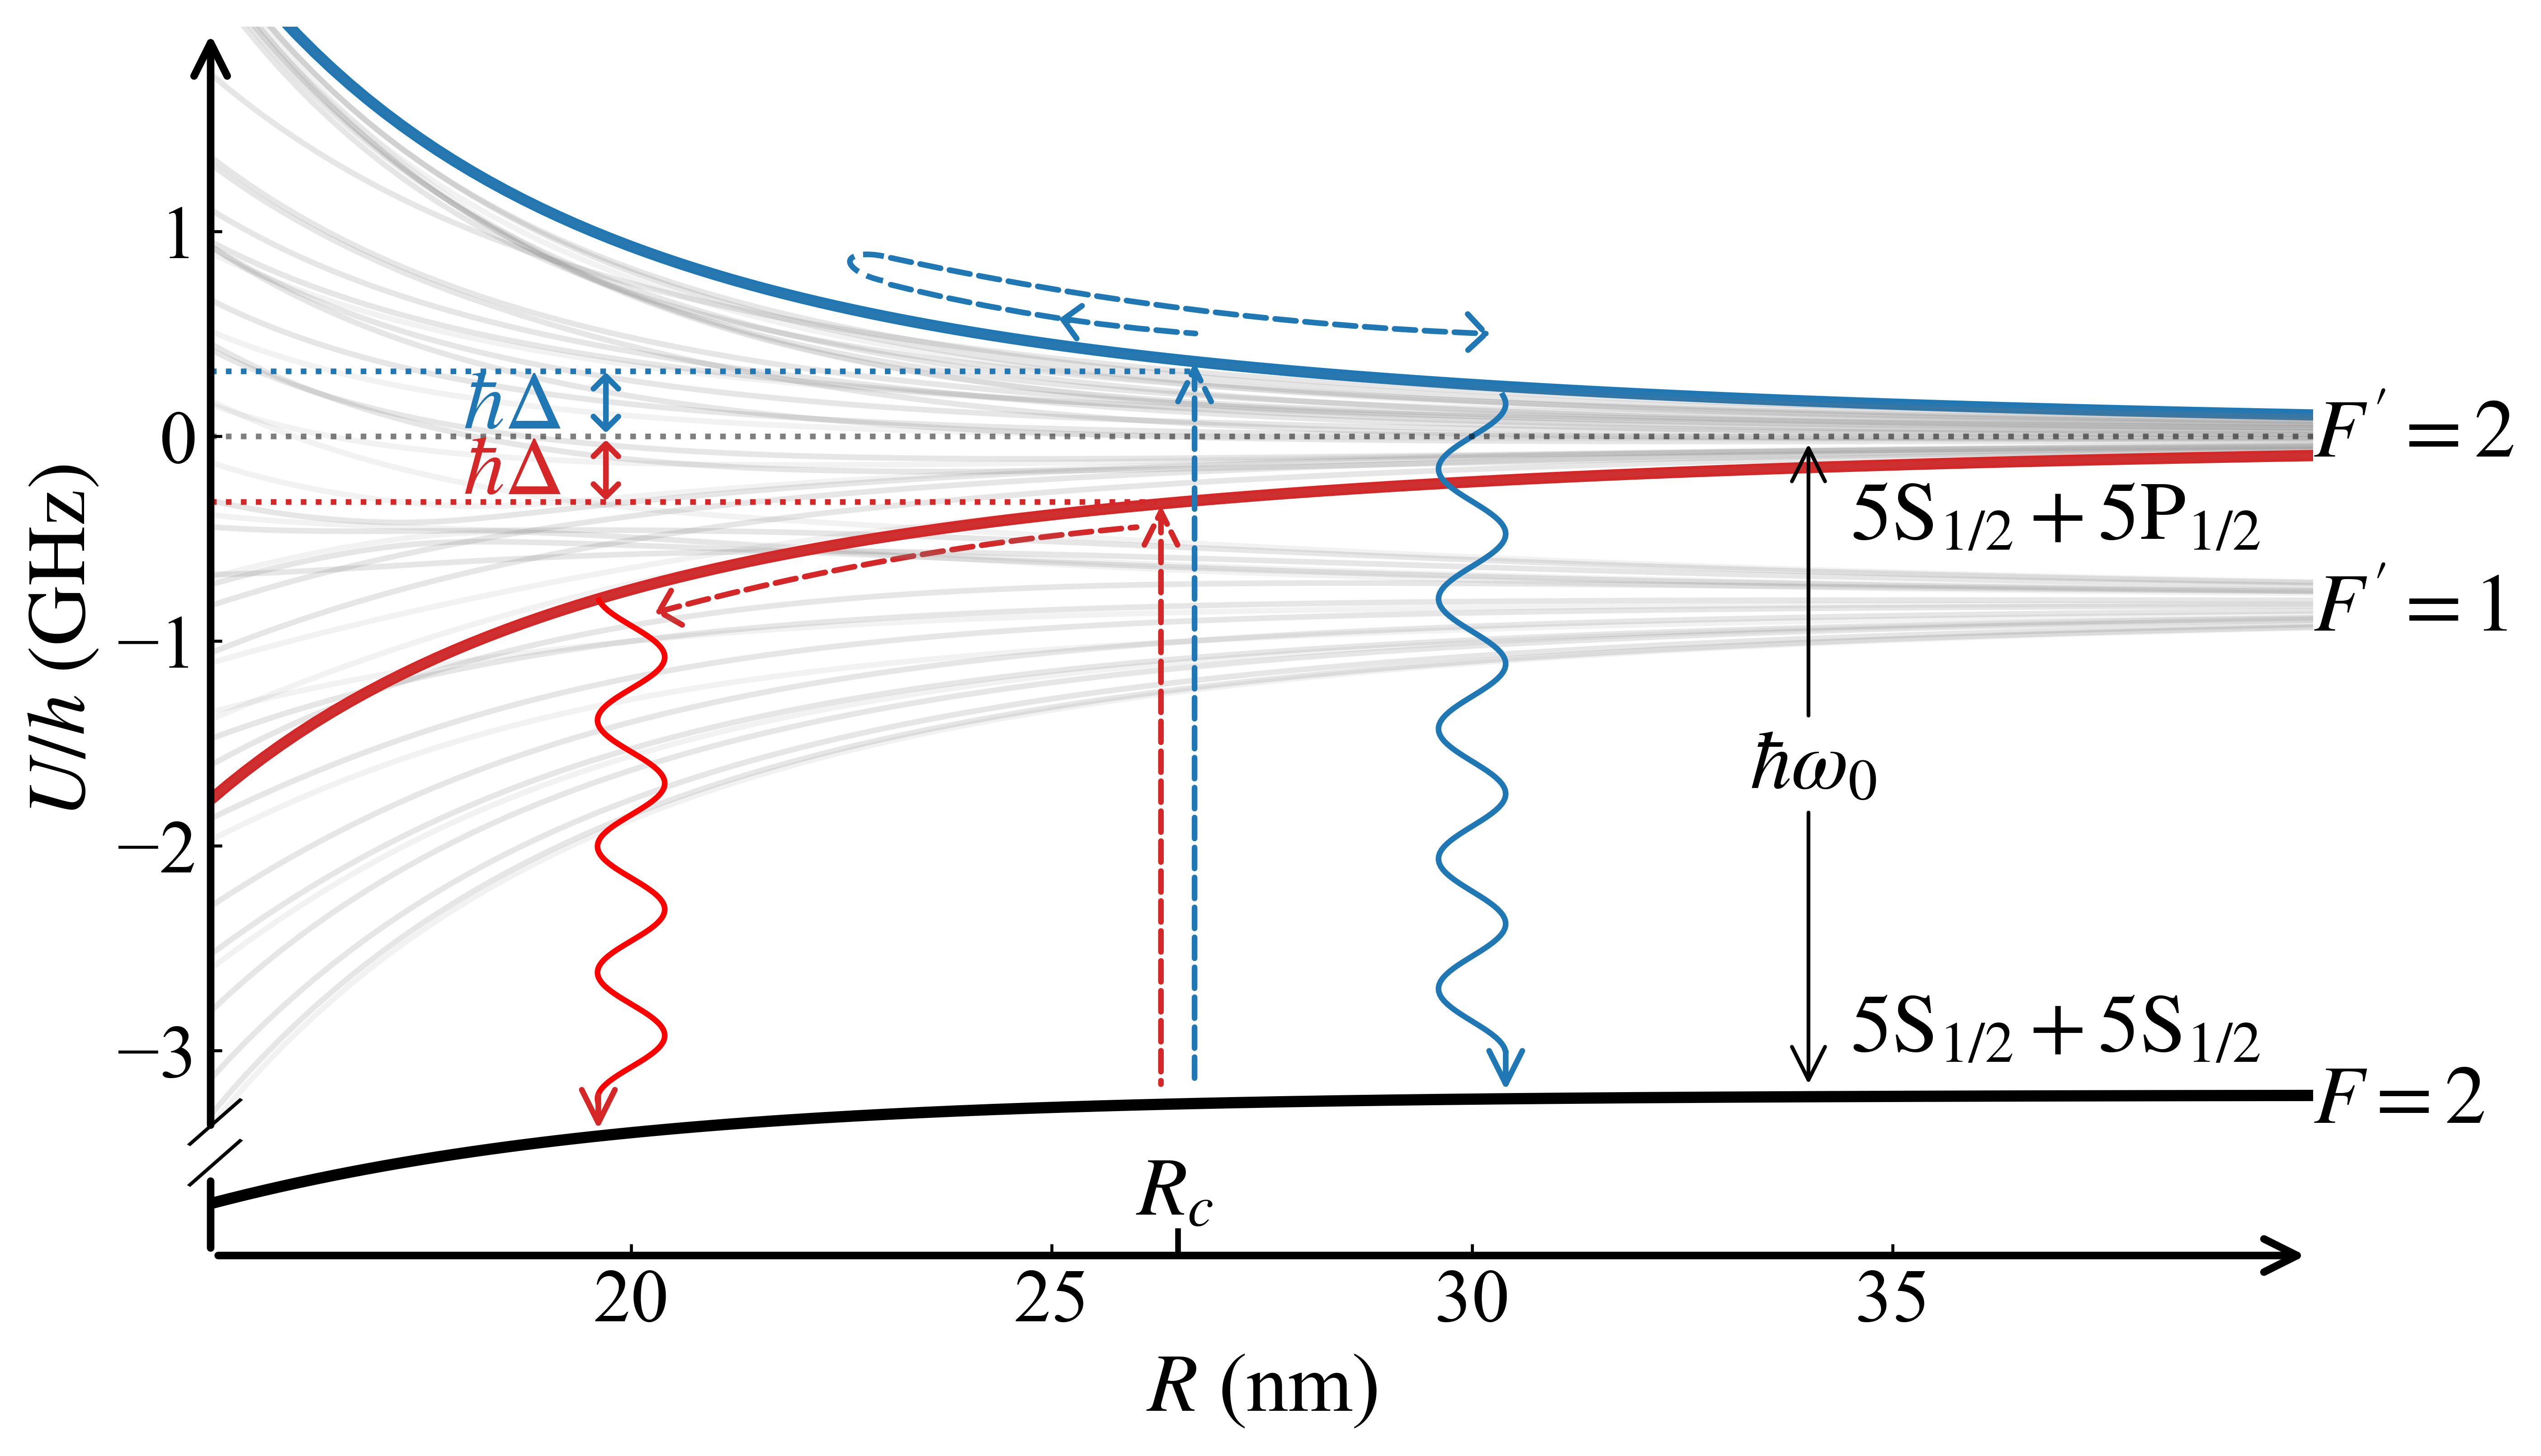 U/h (GHz)
1
0
−1
−2
−3
ℏΔ
ℏΔ
F′ = 2
5S1/2 + 5P1/2
F′ = 1
ℏω0
5S1/2 + 5S1/2
F = 2
Rc
20 25 30 35
R (nm)